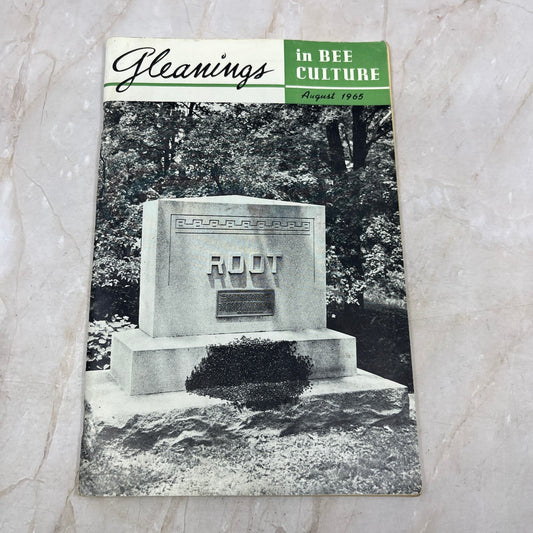 Gleanings
in BEE
CULTURE
August 1965
ROOT